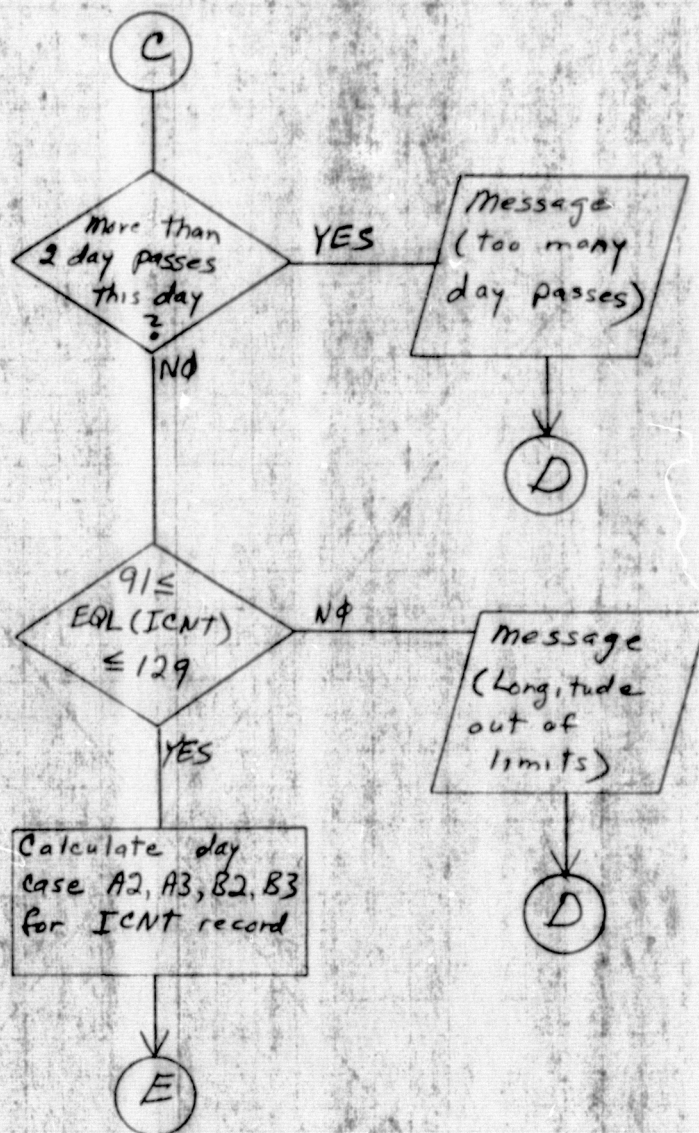 C
More than
2 day passes
this day
?
YES
Message
(too many
day passes)
D
NØ
91≤
EQL(ICNT)
≤ 129
NØ
message
(Longitude
out of
limits)
D
YES
Calculate day
case A2, A3, B2, B3
for ICNT record
E